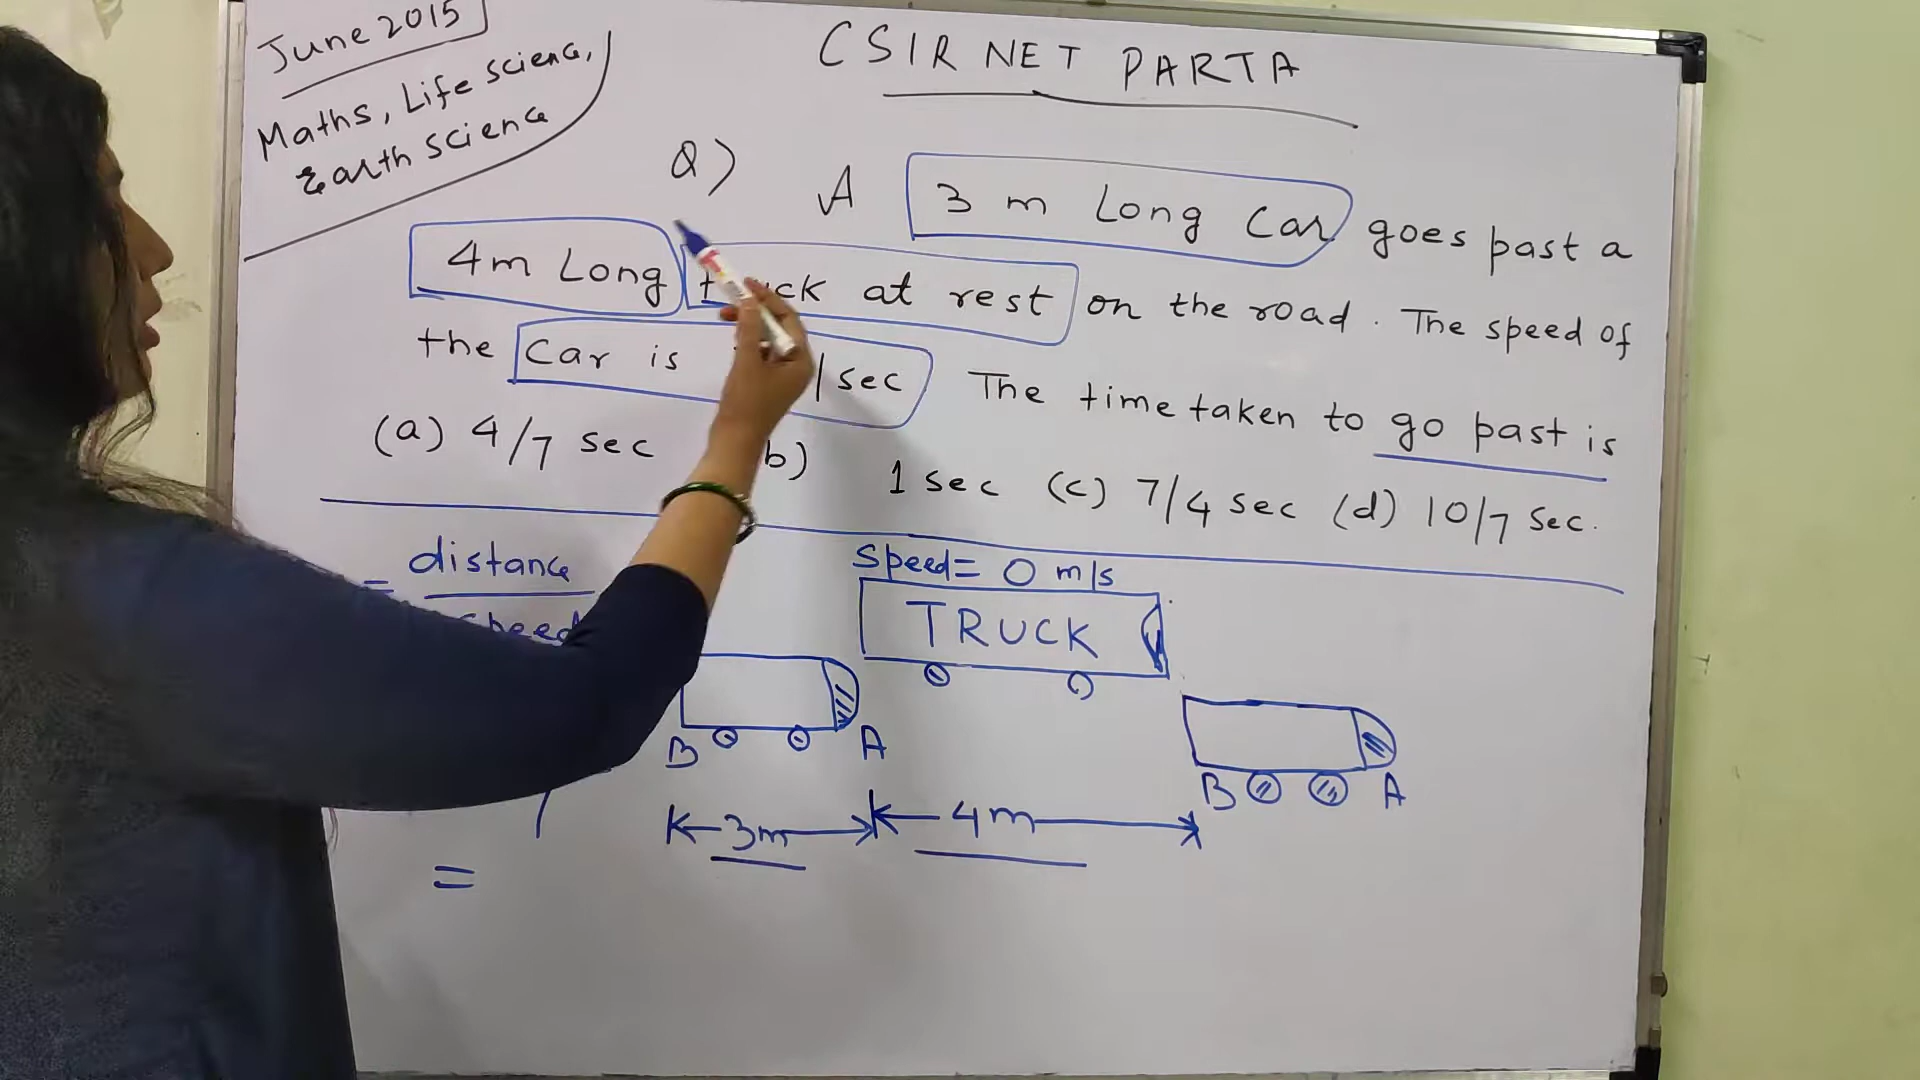 June 2015
Maths, Life science,
Earth science
CSIR NET PART A
Q) A 3 m Long Car goes past a
4m Long truck at rest on the road. The speed of
the Car is /sec The time taken to go past is
(a) 4/7 sec b) 1 sec (c) 7/4 sec (d) 10/7 sec.
= distance
speed
Speed = 0 m/s
TRUCK
B A
B A
3m 4m
7
=